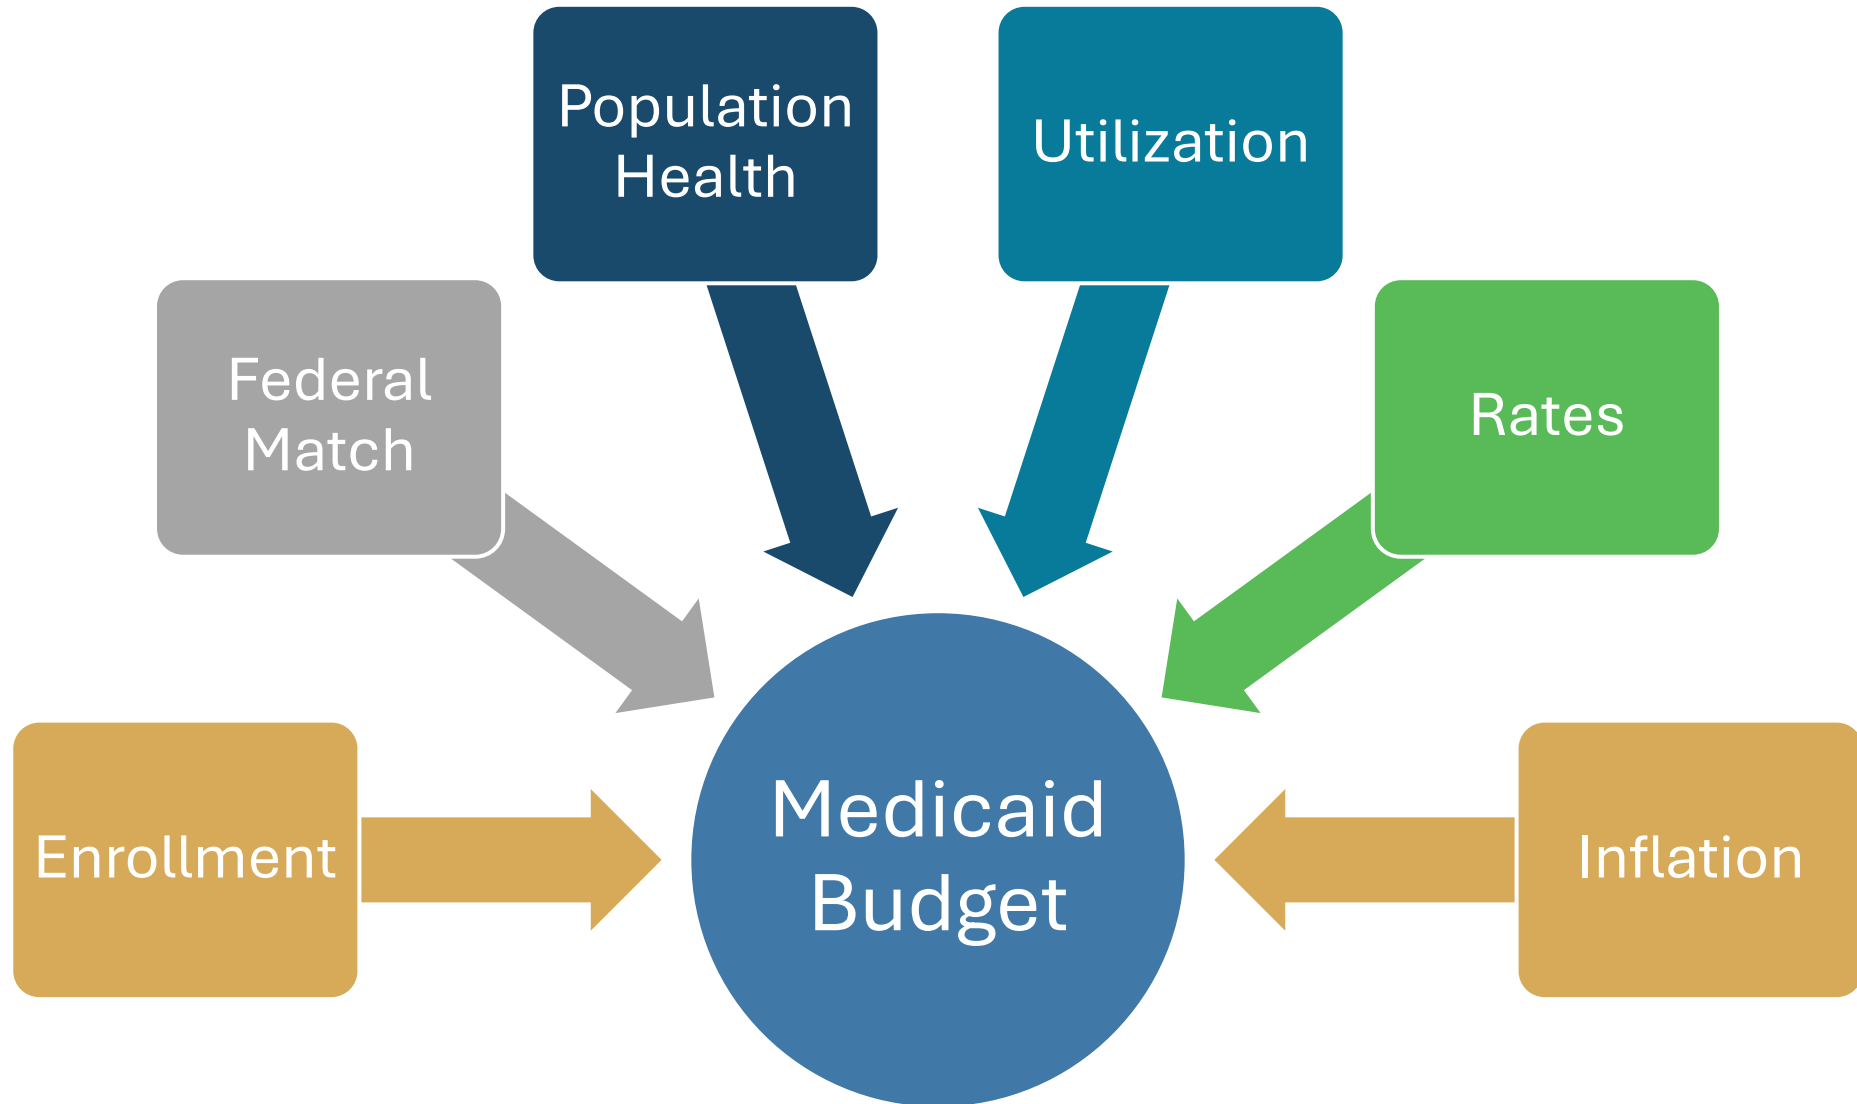 Population
Health
Utilization
Federal
Match
Rates
Enrollment
Medicaid
Budget
Inflation